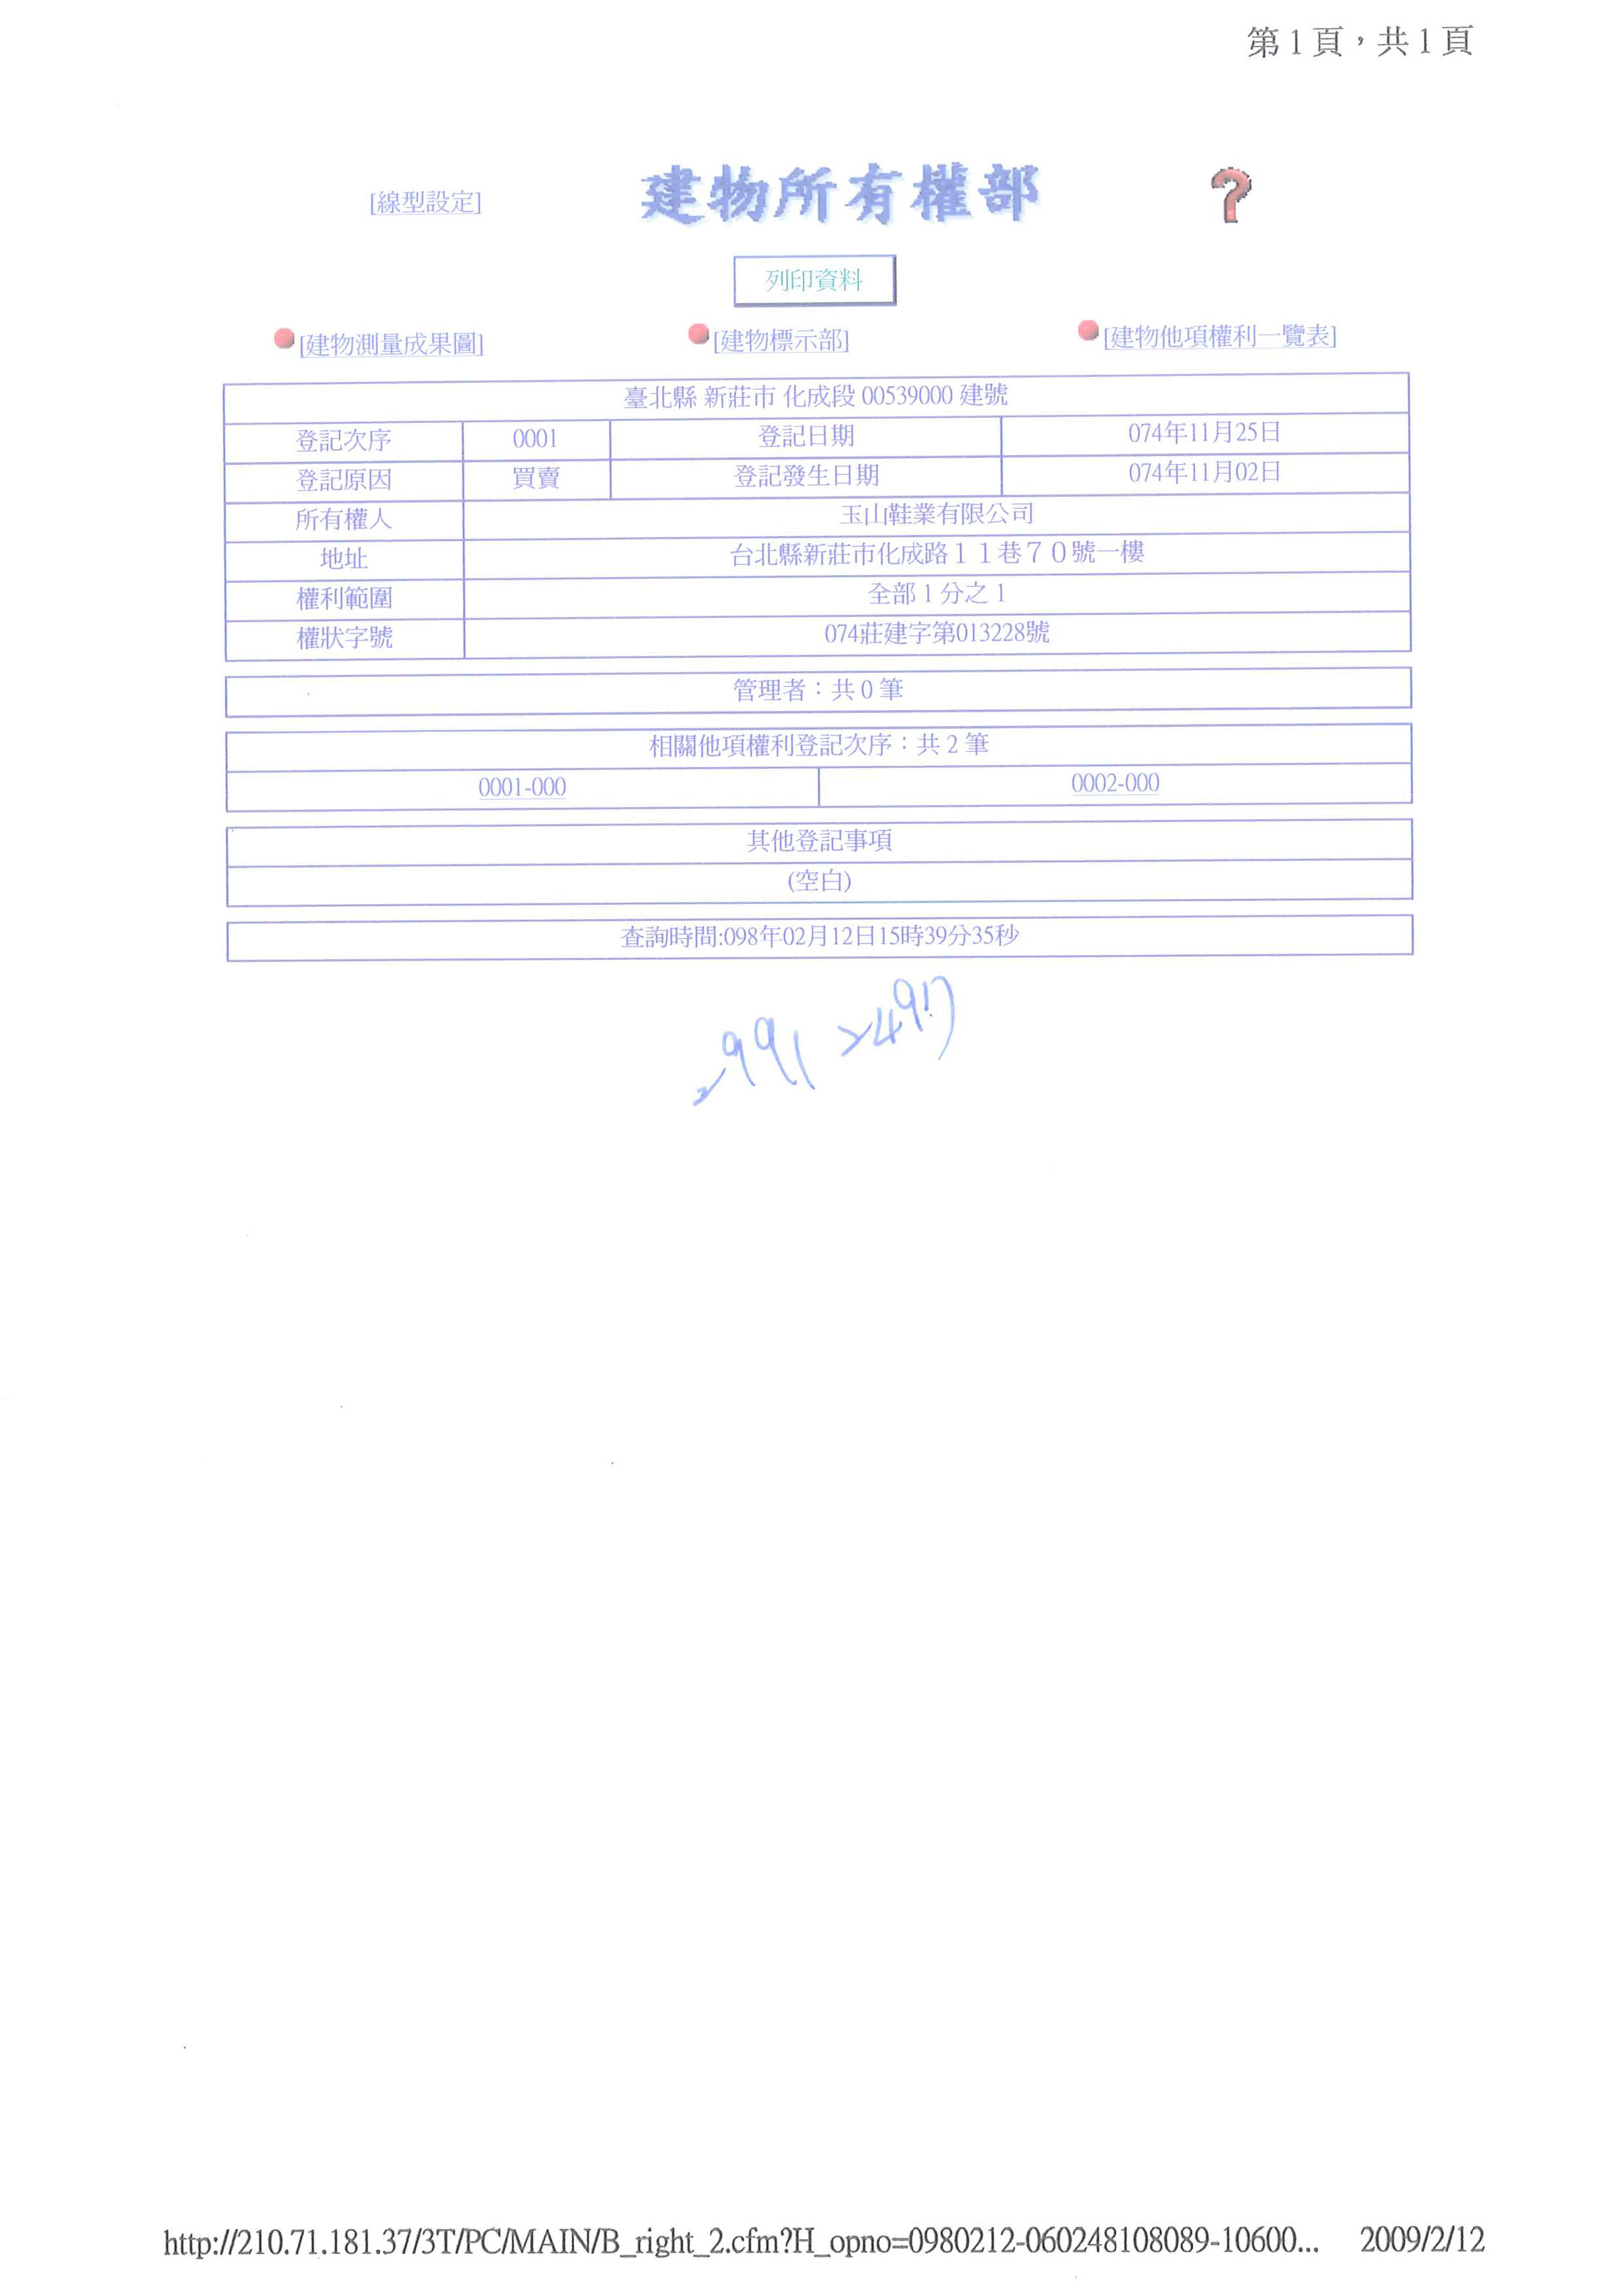 第1頁，共1頁
[線型設定] 建物所有權部
列印資料
[建物測量成果圖] [建物標示部] [建物他項權利一覽表]
臺北縣 新莊市 化成段 00539000 建號
登記次序 0001 登記日期 074年11月25日
登記原因 買賣 登記發生日期 074年11月02日
所有權人 玉山鞋業有限公司
地址 台北縣新莊市化成路１１巷７０號一樓
權利範圍 全部 1 分之 1
權狀字號 074莊建字第013228號
管理者：共 0 筆
相關他項權利登記次序：共 2 筆
0001-000 0002-000
其他登記事項
(空白)
查詢時間:098年02月12日15時39分35秒
http://210.71.181.37/3T/PC/MAIN/B_right_2.cfm?H_opno=0980212-060248108089-10600... 2009/2/12